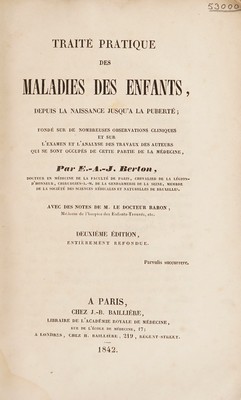 53000
TRAITÉ PRATIQUE
DES
MALADIES DES ENFANTS,
DEPUIS LA NAISSANCE JUSQU'A LA PUBERTÉ;
FONDÉ SUR DE NOMBREUSES OBSERVATIONS CLINIQUES
ET SUR
L'EXAMEN ET L'ANALYSE DES TRAVAUX DES AUTEURS
QUI SE SONT OCCUPÉS DE CETTE PARTIE DE LA MÉDECINE,
Par E.-A.-J. Berton,
DOCTEUR EN MÉDECINE DE LA FACULTÉ DE PARIS, CHEVALIER DE LA LÉGION-
D'HONNEUR, CHIRURGIEN-A.-M. DE LA GENDARMERIE DE LA SEINE, MEMBRE
DE LA SOCIÉTÉ DES SCIENCES MÉDICALES ET NATURELLES DE BRUXELLES.
AVEC DES NOTES DE M. LE DOCTEUR BARON,
Médecin de l'hospice des Enfants-Trouvés, etc.
DEUXIÈME ÉDITION,
ENTIÈREMENT REFONDUE.
Parvulis succurrere.
A PARIS,
CHEZ J.-B. BAILLIÈRE,
LIBRAIRE DE L'ACADÉMIE ROYALE DE MÉDECINE,
RUE DE L'ÉCOLE DE MÉDECINE, 17;
A LONDRES, CHEZ H. BAILLIÈRE, 219, REGENT-STREET.
1842.